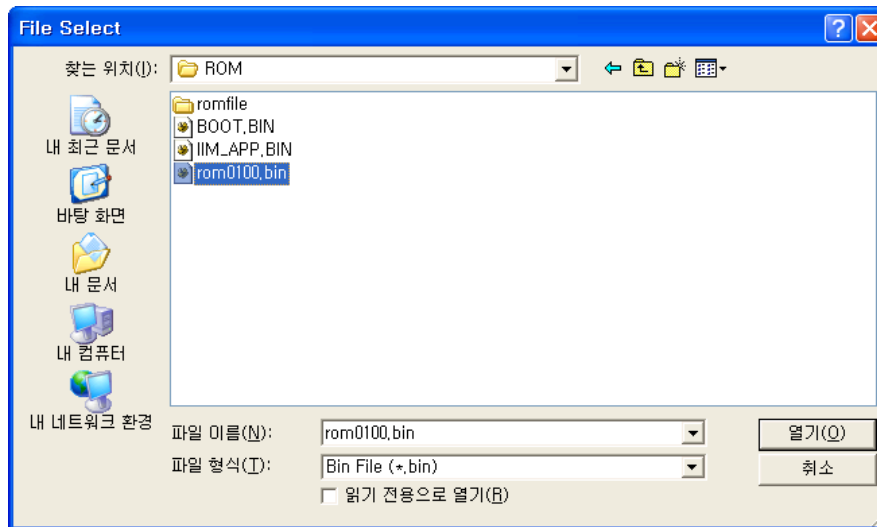 File Select
찾는 위치(I):
ROM
romfile
BOOT.BIN
IIM_APP.BIN
rom0100.bin
내 최근 문서
바탕 화면
내 문서
내 컴퓨터
내 네트워크 환경
파일 이름(N): rom0100.bin 열기(O)
파일 형식(T): Bin File (*.bin) 취소
읽기 전용으로 열기(R)